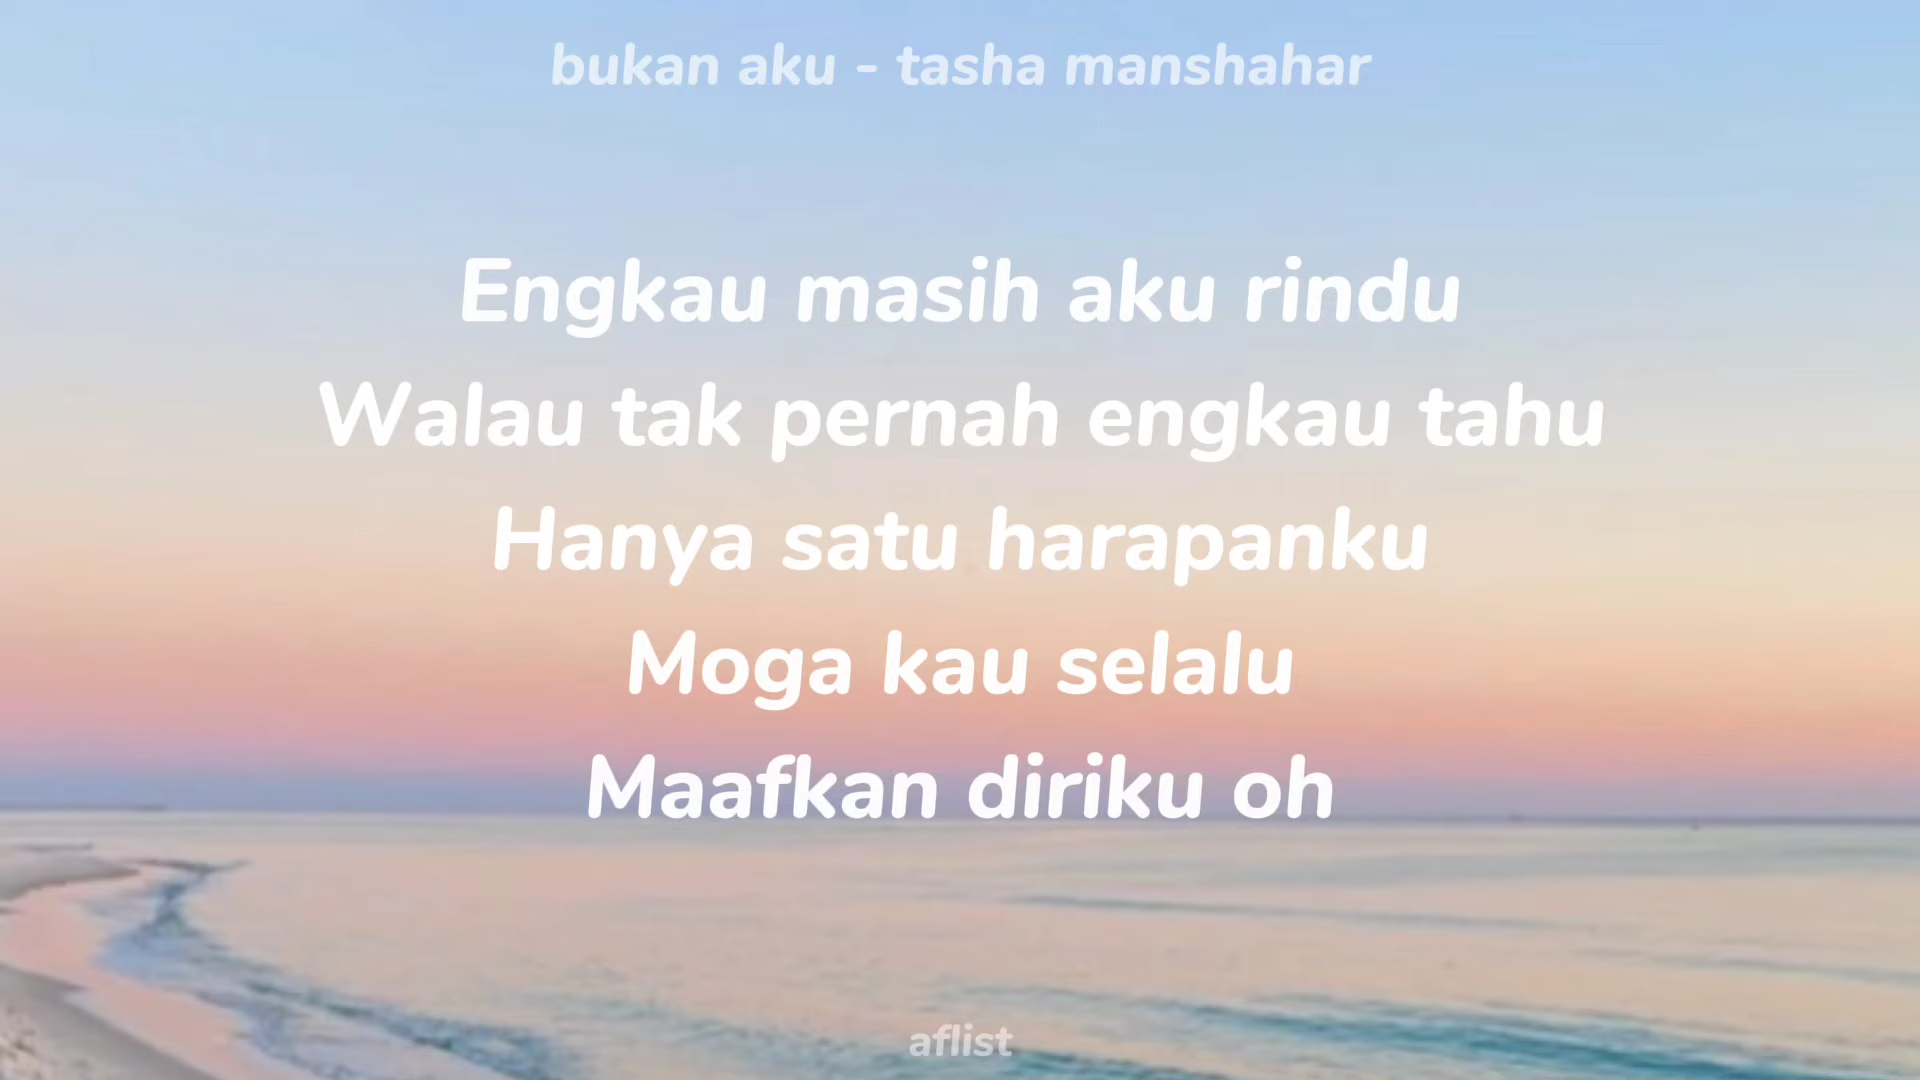 bukan aku - tasha manshahar
Engkau masih aku rindu
Walau tak pernah engkau tahu
Hanya satu harapanku
Moga kau selalu
Maafkan diriku oh
aflist